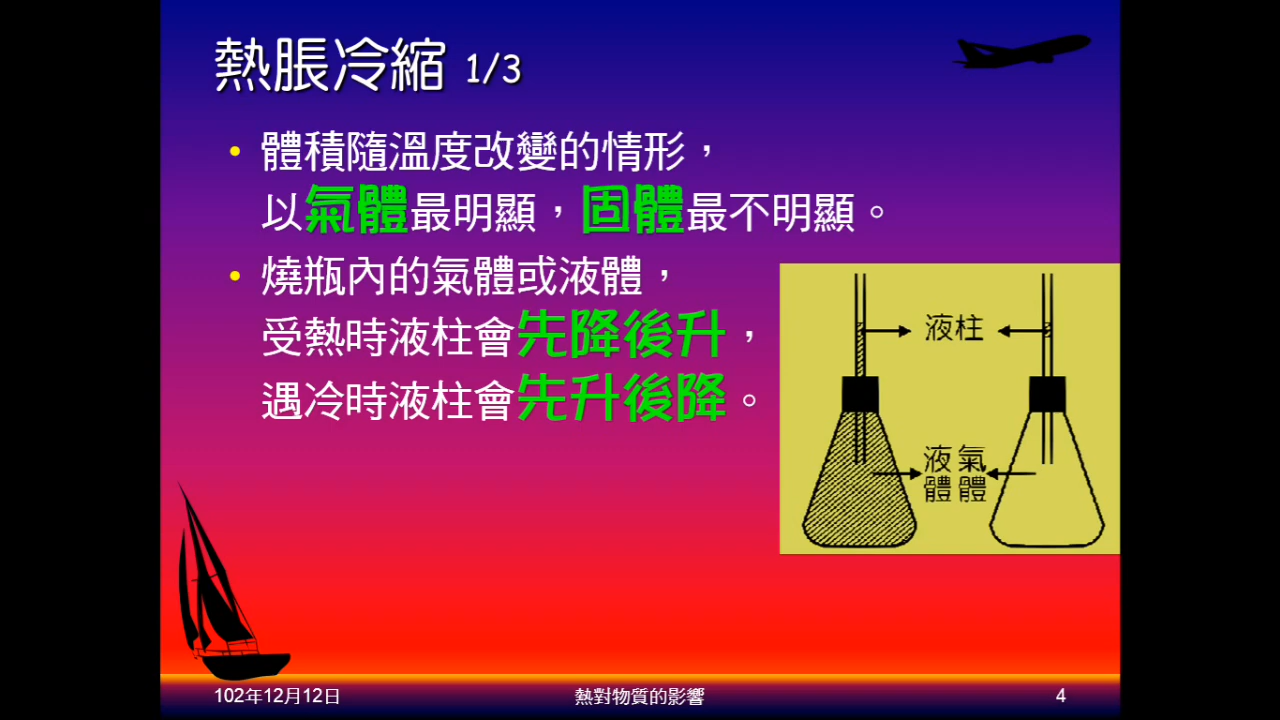 熱脹冷縮 1/3
• 體積隨溫度改變的情形，
以氣體最明顯，固體最不明顯。
• 燒瓶內的氣體或液體，
受熱時液柱會先降後升，
遇冷時液柱會先升後降。
液柱
液體
氣體
102年12月12日
熱對物質的影響
4